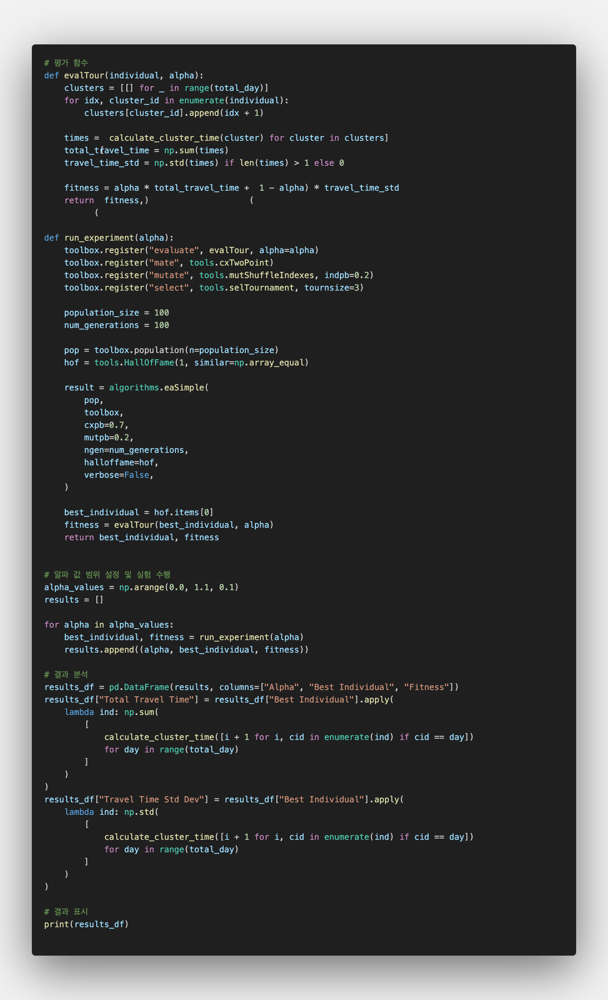 # 평가 함수
def evalTour(individual, alpha):
    clusters = [[] for _ in range(total_day)]
    for idx, cluster_id in enumerate(individual):
        clusters[cluster_id].append(idx + 1)

    times = [calculate_cluster_time(cluster) for cluster in clusters]
    total_travel_time = np.sum(times)
    travel_time_std = np.std(times) if len(times) > 1 else 0

    fitness = alpha * total_travel_time + (1 - alpha) * travel_time_std
    return (fitness,)


def run_experiment(alpha):
    toolbox.register("evaluate", evalTour, alpha=alpha)
    toolbox.register("mate", tools.cxTwoPoint)
    toolbox.register("mutate", tools.mutShuffleIndexes, indpb=0.2)
    toolbox.register("select", tools.selTournament, tournsize=3)

    population_size = 100
    num_generations = 100

    pop = toolbox.population(n=population_size)
    hof = tools.HallOfFame(1, similar=np.array_equal)

    result = algorithms.eaSimple(
        pop,
        toolbox,
        cxpb=0.7,
        mutpb=0.2,
        ngen=num_generations,
        halloffame=hof,
        verbose=False,
    )

    best_individual = hof.items[0]
    fitness = evalTour(best_individual, alpha)
    return best_individual, fitness


# 알파 값 범위 설정 및 실험 수행
alpha_values = np.arange(0.0, 1.1, 0.1)
results = []

for alpha in alpha_values:
    best_individual, fitness = run_experiment(alpha)
    results.append((alpha, best_individual, fitness))

# 결과 분석
results_df = pd.DataFrame(results, columns=["Alpha", "Best Individual", "Fitness"])
results_df["Total Travel Time"] = results_df["Best Individual"].apply(
    lambda ind: np.sum(
        [
            calculate_cluster_time([i + 1 for i, cid in enumerate(ind) if cid == day])
            for day in range(total_day)
        ]
    )
)
results_df["Travel Time Std Dev"] = results_df["Best Individual"].apply(
    lambda ind: np.std(
        [
            calculate_cluster_time([i + 1 for i, cid in enumerate(ind) if cid == day])
            for day in range(total_day)
        ]
    )
)

# 결과 표시
print(results_df)